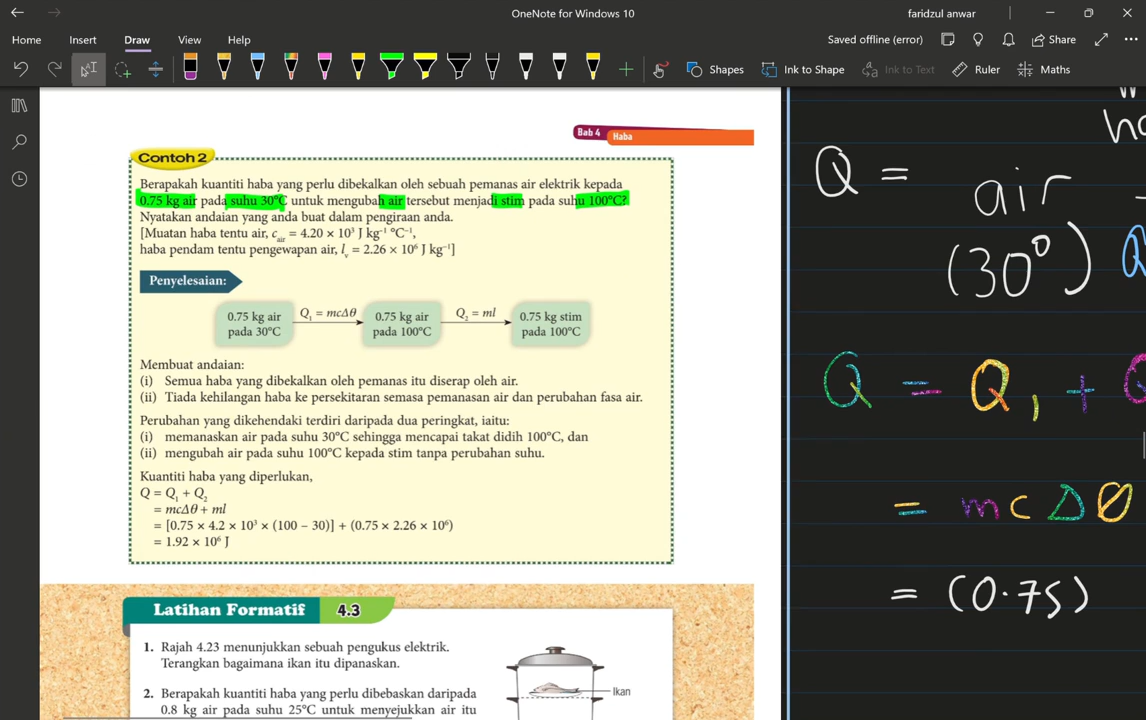 OneNote for Windows 10
faridzul anwar
Home Insert Draw View Help
Saved offline (error)
Share
Shapes
Ink to Shape
Ink to Text
Ruler
Maths
Bab 4 Haba
Contoh 2
Berapakah kuantiti haba yang perlu dibekalkan oleh sebuah pemanas air elektrik kepada
0.75 kg air pada suhu 30°C untuk mengubah air tersebut menjadi stim pada suhu 100°C?
Nyatakan andaian yang anda buat dalam pengiraan anda.
[Muatan haba tentu air, c_air = 4.20 × 10³ J kg⁻¹ °C⁻¹,
haba pendam tentu pengewapan air, l_v = 2.26 × 10⁶ J kg⁻¹]
Penyelesaian:
0.75 kg air
pada 30°C
Q₁ = mcΔθ
0.75 kg air
pada 100°C
Q₂ = ml
0.75 kg stim
pada 100°C
Membuat andaian:
(i) Semua haba yang dibekalkan oleh pemanas itu diserap oleh air.
(ii) Tiada kehilangan haba ke persekitaran semasa pemanasan air dan perubahan fasa air.
Perubahan yang dikehendaki terdiri daripada dua peringkat, iaitu:
(i) memanaskan air pada suhu 30°C sehingga mencapai takat didih 100°C, dan
(ii) mengubah air pada suhu 100°C kepada stim tanpa perubahan suhu.
Kuantiti haba yang diperlukan,
Q = Q₁ + Q₂
= mcΔθ + ml
= [0.75 × 4.2 × 10³ × (100 – 30)] + (0.75 × 2.26 × 10⁶)
= 1.92 × 10⁶ J
Latihan Formatif 4.3
1. Rajah 4.23 menunjukkan sebuah pengukus elektrik.
Terangkan bagaimana ikan itu dipanaskan.
Ikan
2. Berapakah kuantiti haba yang perlu dibebaskan daripada
0.8 kg air pada suhu 25°C untuk menyejukkan air itu
Q = air
(30°)
Q = Q₁ +
= mcΔθ
= (0.75)